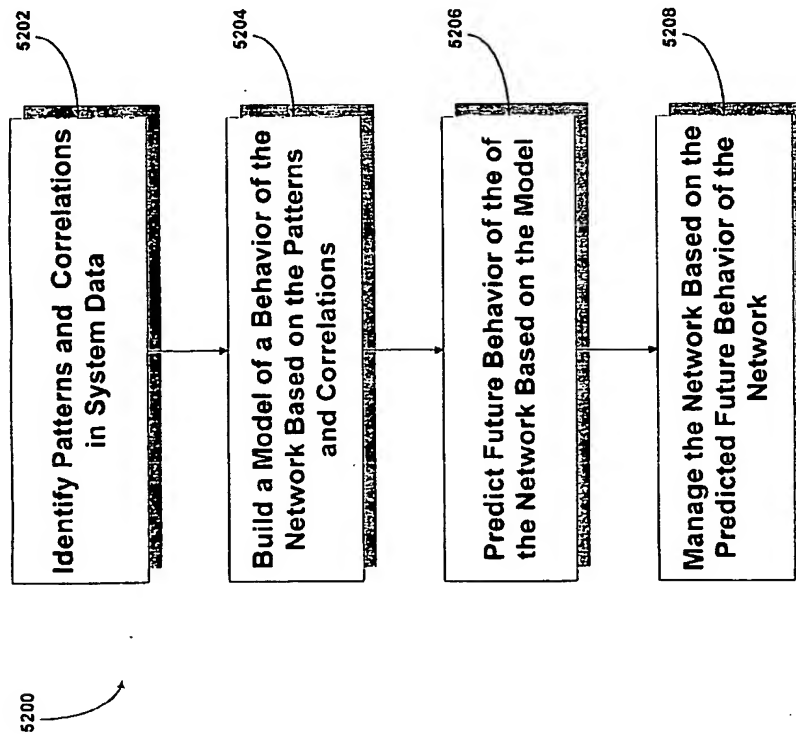 5200
5202
Identify Patterns and Correlations
in System Data
5204
Build a Model of a Behavior of the
Network Based on the Patterns
and Correlations
5206
Predict Future Behavior of the of
the Network Based on the Model
5208
Manage the Network Based on the
Predicted Future Behavior of the
Network